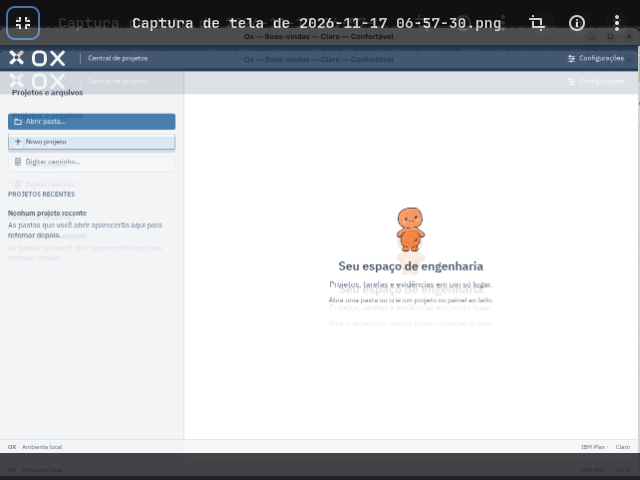 Captura de tela de 2026-11-17 06-57-30.png
Ox — Boas-vindas — Claro — Confortável
OX
Central de projetos
Configurações
Projetos e arquivos
Abrir pasta...
Novo projeto
Digitar caminho...
PROJETOS RECENTES
Nenhum projeto recente
As pastas que você abrir aparecerão aqui para
retomar depois.
Seu espaço de engenharia
Projetos, tarefas e evidências em um só lugar.
Abra uma pasta ou crie um projeto no painel ao lado.
OX Ambiente local
IBM Plex · Claro